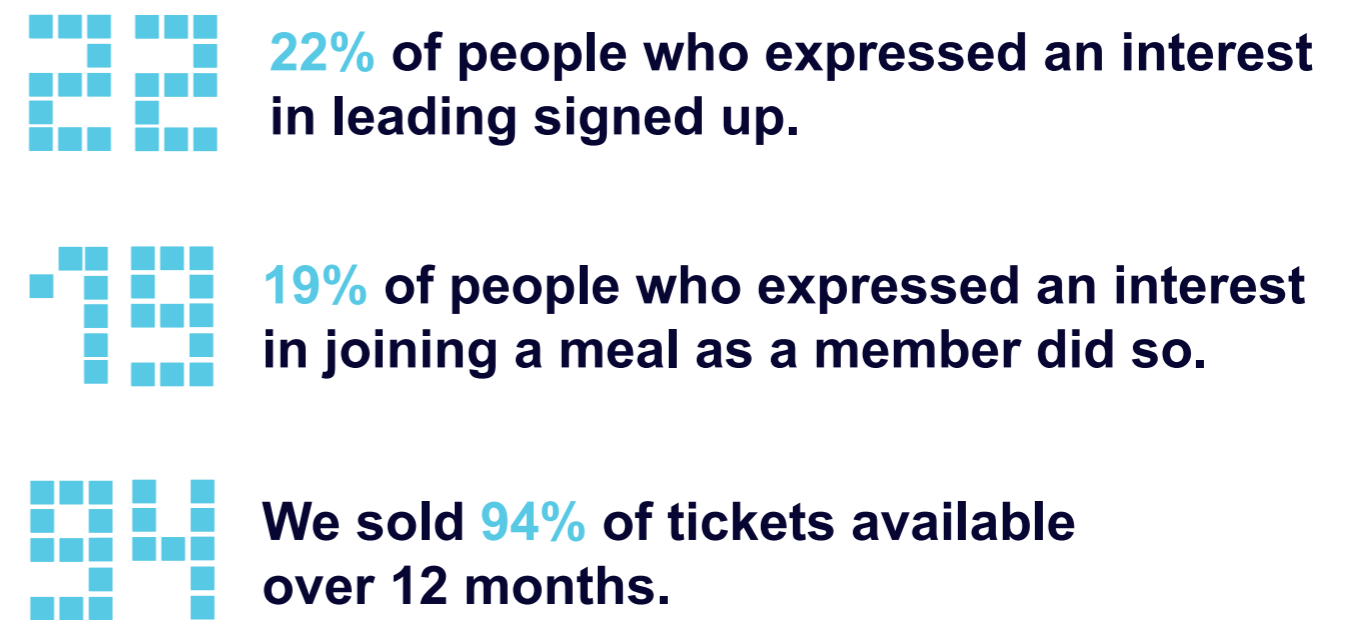 22
22% of people who expressed an interest
in leading signed up.
19
19% of people who expressed an interest
in joining a meal as a member did so.
94
We sold 94% of tickets available
over 12 months.